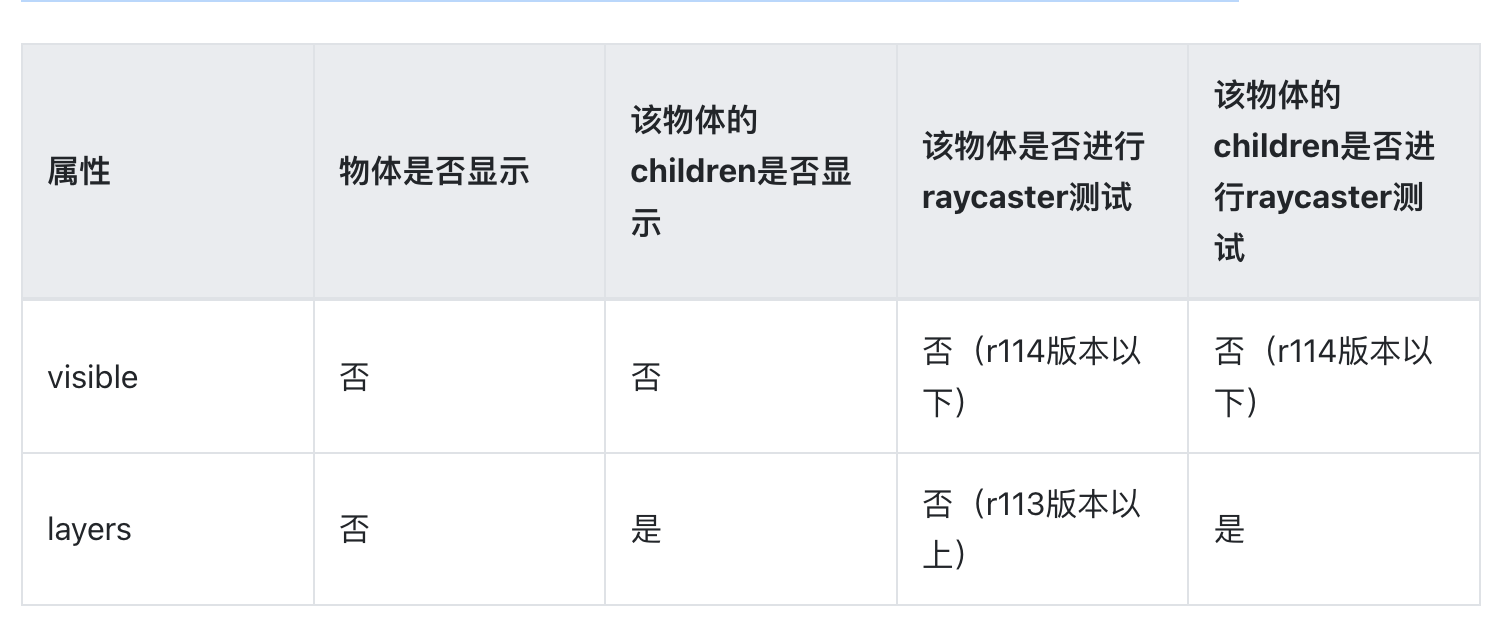 属性
物体是否显示
该物体的
children是否显
示
该物体是否进行
raycaster测试
该物体的
children是否进
行raycaster测
试
visible
否
否
否（r114版本以
下）
否（r114版本以
下）
layers
否
是
否（r113版本以
上）
是